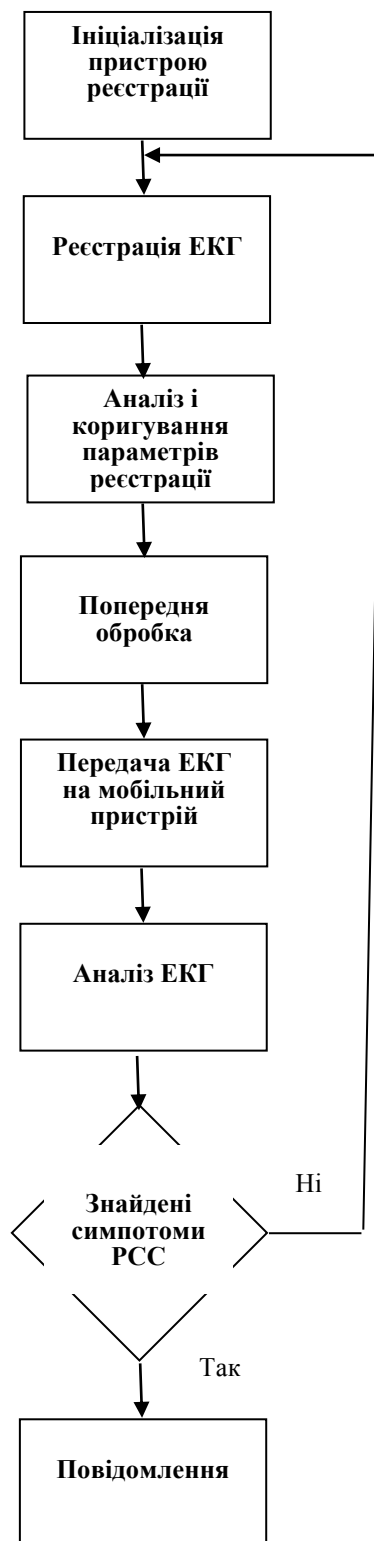 Ініціалізація
пристрою
реєстрації
Реєстрація ЕКГ
Аналіз і
коригування
параметрів
реєстрації
Попередня
обробка
Передача ЕКГ
на мобільний
пристрій
Аналіз ЕКГ
Знайдені
симпотоми
РСС
Ні
Так
Повідомлення